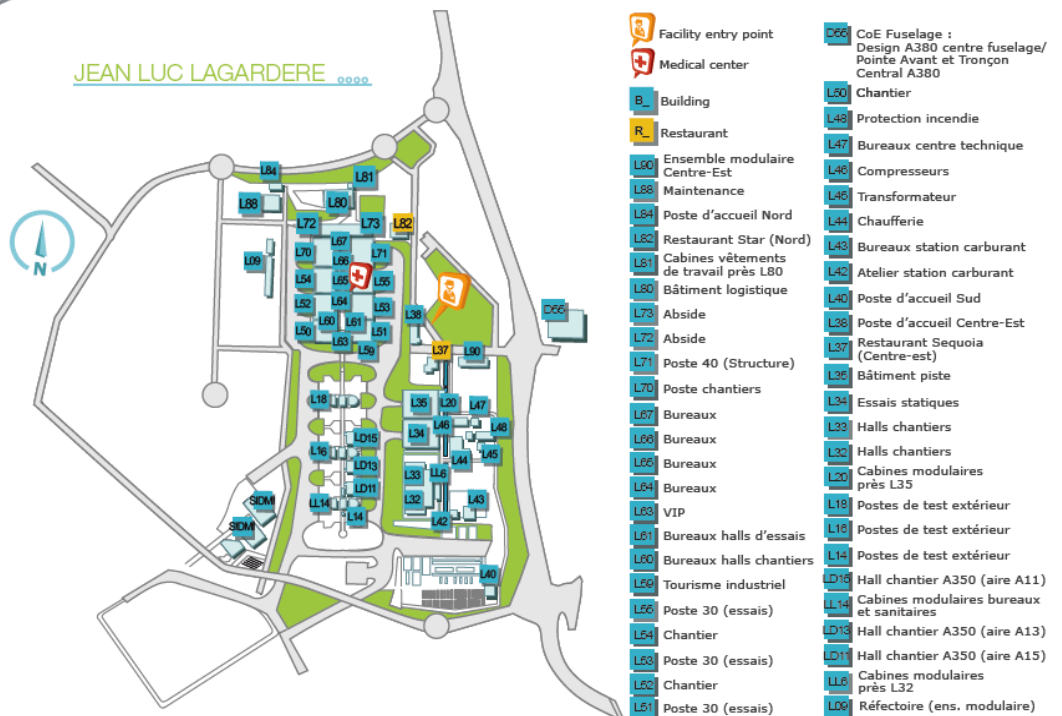 JEAN LUC LAGARDERE
L84
L81
L88
L80
L72
L73
L82
L67
L70
L66
L71
L09
L54
L65
L55
L52
L64
L53
L60
L61
L38
L50
L51
L63
L59
L37
L90
D55
N
L18
L35
L20
L47
L46
L48
L34
LD15
L16
L44
L45
LD13
L33
LL6
LD11
L32
L43
LL14
L14
L42
SIDMI
SIDMI
L40
Facility entry point
Medical center
B_ Building
R_ Restaurant
L90 Ensemble modulaire
Centre-Est
L88 Maintenance
L84 Poste d'accueil Nord
L82 Restaurant Star (Nord)
L81 Cabines vêtements
de travail près L80
L80 Bâtiment logistique
L73 Abside
L72 Abside
L71 Poste 40 (Structure)
L70 Poste chantiers
L67 Bureaux
L66 Bureaux
L65 Bureaux
L64 Bureaux
L63 VIP
L61 Bureaux halls d'essais
L60 Bureaux halls chantiers
L59 Tourisme industriel
L55 Poste 30 (essais)
L54 Chantier
L53 Poste 30 (essais)
L52 Chantier
L51 Poste 30 (essais)
D55 CoE Fuselage :
Design A380 centre fuselage/
Pointe Avant et Tronçon
Central A380
L50 Chantier
L48 Protection incendie
L47 Bureaux centre technique
L46 Compresseurs
L45 Transformateur
L44 Chaufferie
L43 Bureaux station carburant
L42 Atelier station carburant
L40 Poste d'accueil Sud
L38 Poste d'accueil Centre-Est
L37 Restaurant Sequoia
(Centre-est)
L35 Bâtiment piste
L34 Essais statiques
L33 Halls chantiers
L32 Halls chantiers
L20 Cabines modulaires
près L35
L18 Postes de test extérieur
L16 Postes de test extérieur
L14 Postes de test extérieur
LD15 Hall chantier A350 (aire A11)
LL14 Cabines modulaires bureaux
et sanitaires
LD13 Hall chantier A350 (aire A13)
LD11 Hall chantier A350 (aire A15)
LL6 Cabines modulaires
près L32
L09 Réfectoire (ens. modulaire)